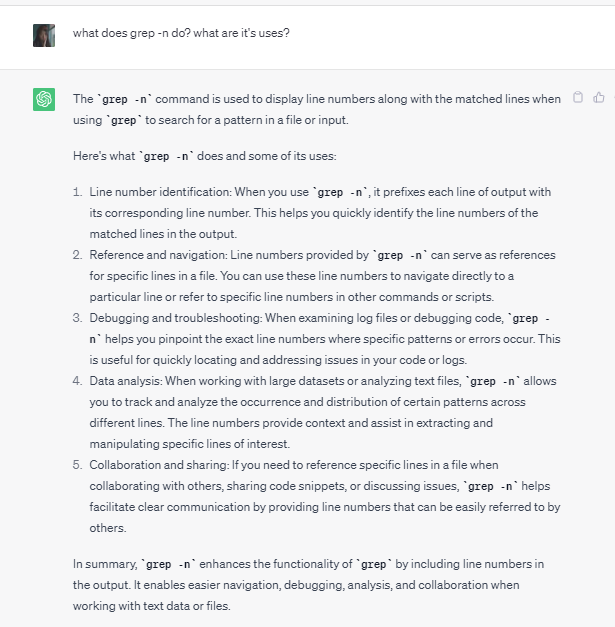 what does grep -n do? what are it's uses?
The `grep -n` command is used to display line numbers along with the matched lines when
using `grep` to search for a pattern in a file or input.
Here's what `grep -n` does and some of its uses:
1. Line number identification: When you use `grep -n`, it prefixes each line of output with
its corresponding line number. This helps you quickly identify the line numbers of the
matched lines in the output.
2. Reference and navigation: Line numbers provided by `grep -n` can serve as references
for specific lines in a file. You can use these line numbers to navigate directly to a
particular line or refer to specific line numbers in other commands or scripts.
3. Debugging and troubleshooting: When examining log files or debugging code, `grep -
n` helps you pinpoint the exact line numbers where specific patterns or errors occur. This
is useful for quickly locating and addressing issues in your code or logs.
4. Data analysis: When working with large datasets or analyzing text files, `grep -n` allows
you to track and analyze the occurrence and distribution of certain patterns across
different lines. The line numbers provide context and assist in extracting and
manipulating specific lines of interest.
5. Collaboration and sharing: If you need to reference specific lines in a file when
collaborating with others, sharing code snippets, or discussing issues, `grep -n` helps
facilitate clear communication by providing line numbers that can be easily referred to by
others.
In summary, `grep -n` enhances the functionality of `grep` by including line numbers in
the output. It enables easier navigation, debugging, analysis, and collaboration when
working with text data or files.